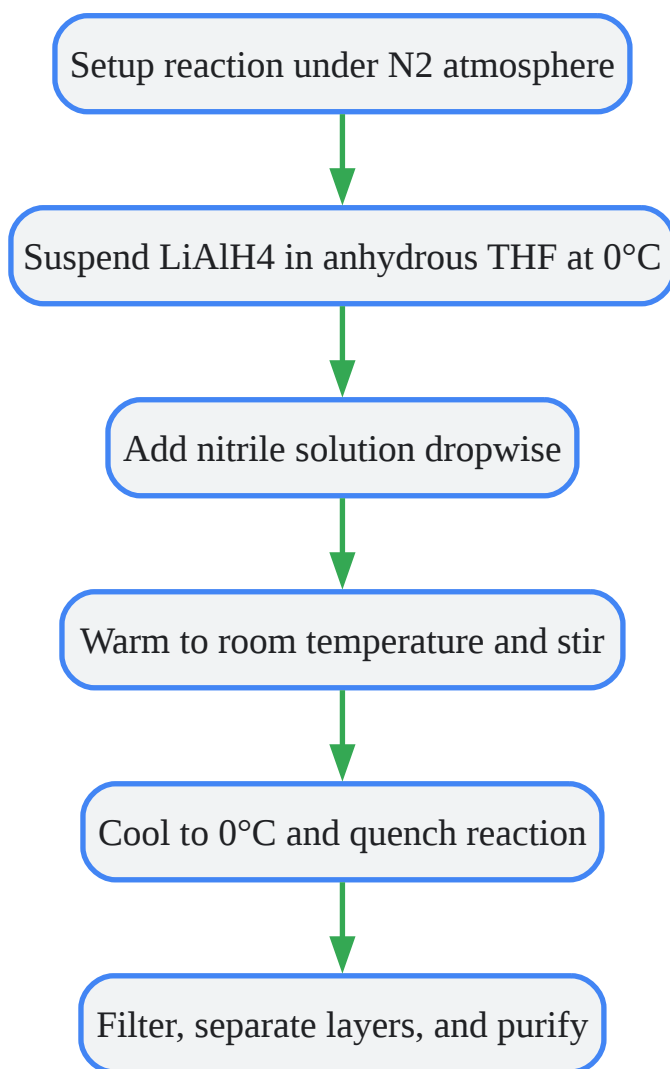 Setup reaction under N2 atmosphere
Suspend LiAlH4 in anhydrous THF at 0°C
Add nitrile solution dropwise
Warm to room temperature and stir
Cool to 0°C and quench reaction
Filter, separate layers, and purify